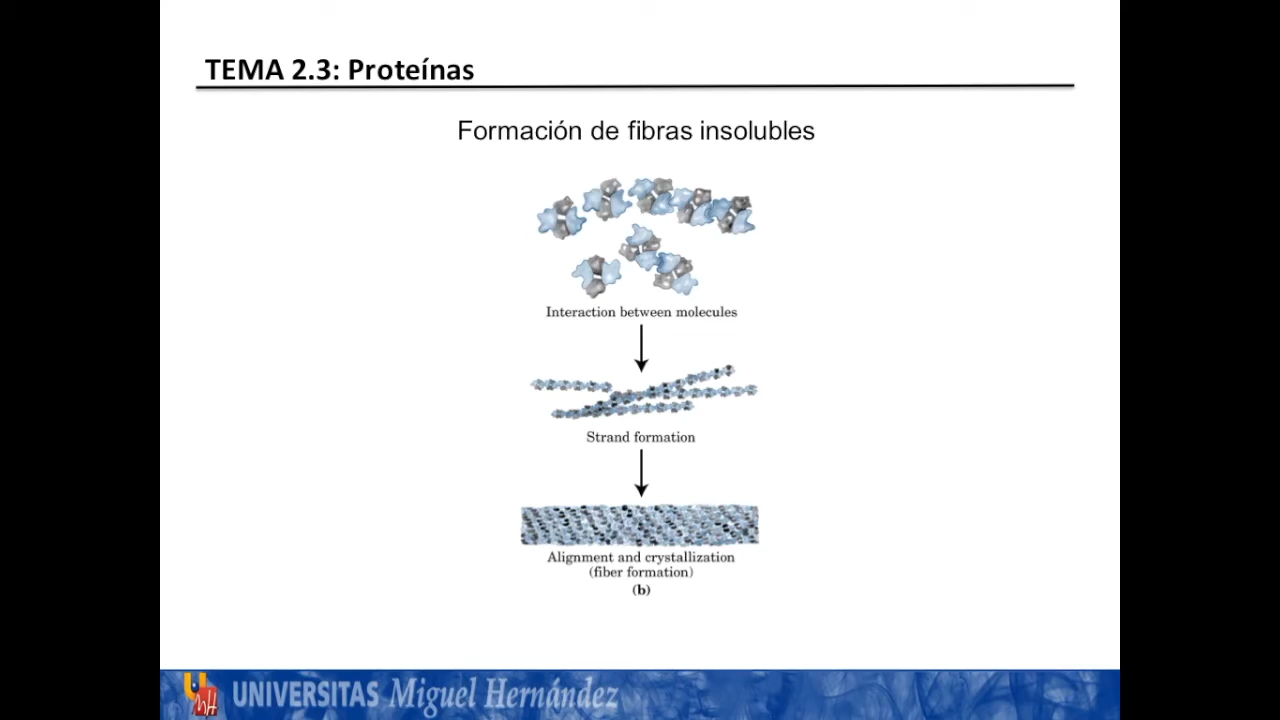 TEMA 2.3: Proteínas
Formación de fibras insolubles
Interaction between molecules
Strand formation
Alignment and crystallization
(fiber formation)
(b)
UNIVERSITAS Miguel Hernández